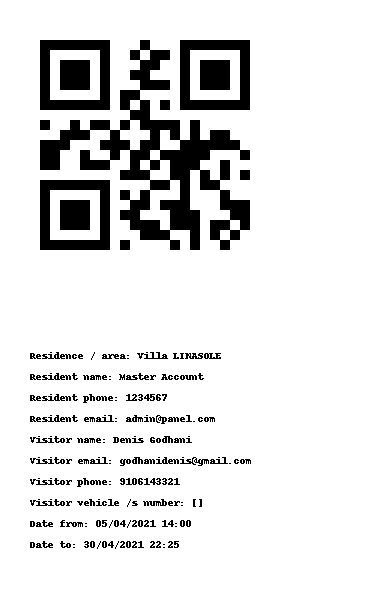 Residence / area: Villa LINASOLE
Resident name: Master Account
Resident phone: 1234567
Resident email: admin@panel.com
Visitor name: Denis Godhani
Visitor email: godhanidenis@gmail.com
Visitor phone: 9106143321
Visitor vehicle /s number: []
Date from: 05/04/2021 14:00
Date to: 30/04/2021 22:25